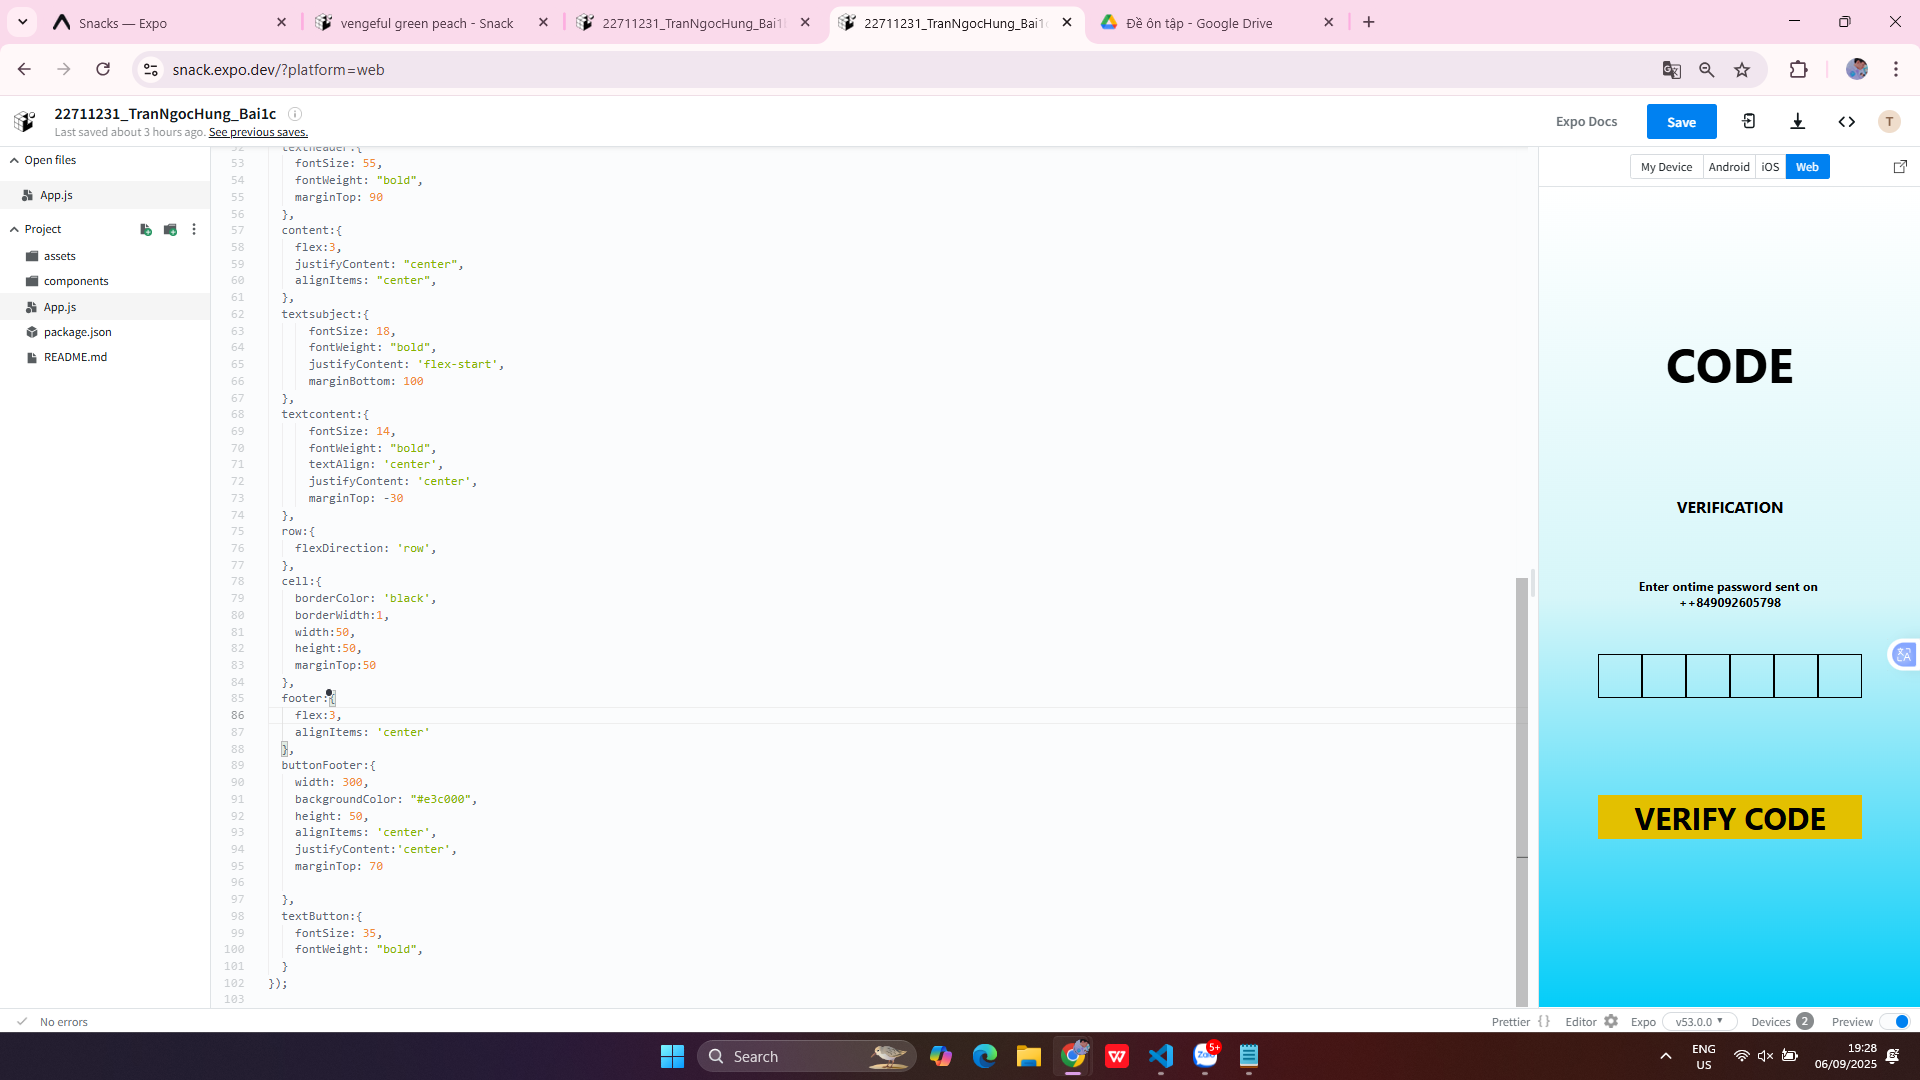 Snacks — Expo
vengeful green peach - Snack
22711231_TranNgocHung_Bai1
22711231_TranNgocHung_Bai1
Đề ôn tập - Google Drive
snack.expo.dev/?platform=web
22711231_TranNgocHung_Bai1c
Last saved about 3 hours ago. See previous saves.
Expo Docs
Save
T
Open files
App.js
Project
assets
components
App.js
package.json
README.md
52 textheader:{
53 fontSize: 55,
54 fontWeight: "bold",
55 marginTop: 90
56 },
57 content:{
58 flex:3,
59 justifyContent: "center",
60 alignItems: "center",
61 },
62 textsubject:{
63 fontSize: 18,
64 fontWeight: "bold",
65 justifyContent: 'flex-start',
66 marginBottom: 100
67 },
68 textcontent:{
69 fontSize: 14,
70 fontWeight: "bold",
71 textAlign: 'center',
72 justifyContent: 'center',
73 marginTop: -30
74 },
75 row:{
76 flexDirection: 'row',
77 },
78 cell:{
79 borderColor: 'black',
80 borderWidth:1,
81 width:50,
82 height:50,
83 marginTop:50
84 },
85 footer:{
86 flex:3,
87 alignItems: 'center'
88 },
89 buttonFooter:{
90 width: 300,
91 backgroundColor: "#e3c000",
92 height: 50,
93 alignItems: 'center',
94 justifyContent:'center',
95 marginTop: 70
96
97 },
98 textButton:{
99 fontSize: 35,
100 fontWeight: "bold",
101 }
102 });
103
My Device Android iOS Web
CODE
VERIFICATION
Enter ontime password sent on
++849092605798
VERIFY CODE
No errors
Prettier { } Editor Expo v53.0.0 Devices 2 Preview
Search
Zalo
5+
ENG
US
19:28
06/09/2025